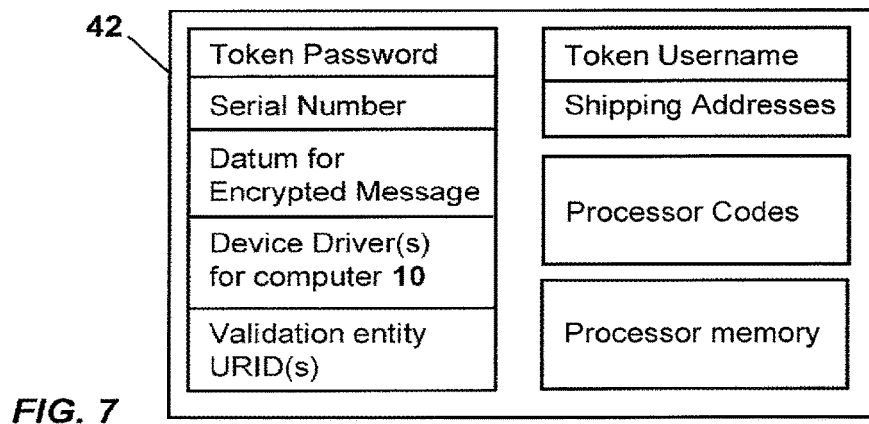 42
Token Password
Serial Number
Datum for
Encrypted Message
Device Driver(s)
for computer 10
Validation entity
URID(s)
Token Username
Shipping Addresses
Processor Codes
Processor memory
FIG. 7